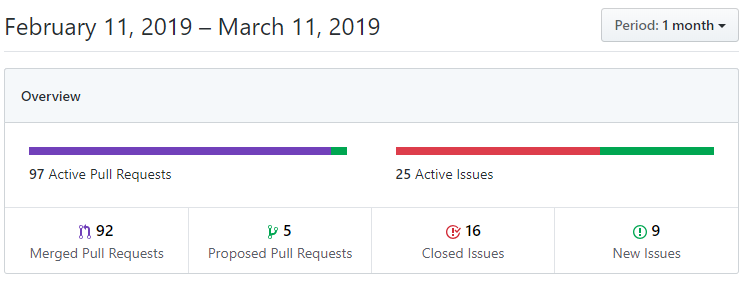 February 11, 2019 – March 11, 2019
Period: 1 month
Overview
97 Active Pull Requests
25 Active Issues
92
Merged Pull Requests
5
Proposed Pull Requests
16
Closed Issues
9
New Issues